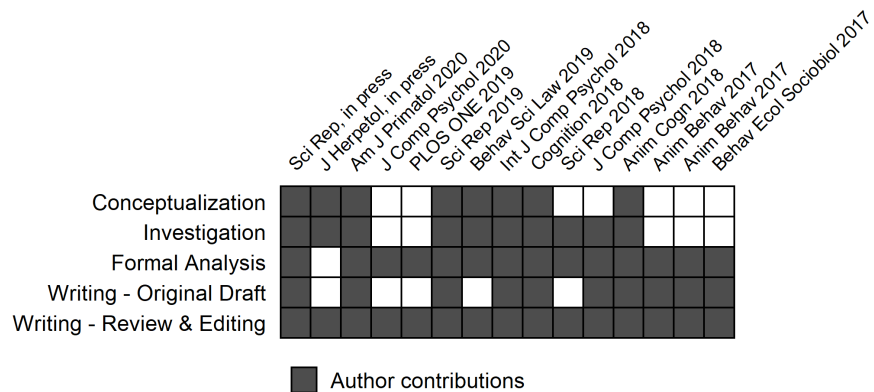 Sci Rep, in press
J Herpetol, in press
Am J Primatol 2020
J Comp Psychol 2020
PLOS ONE 2019
Sci Rep 2019
Behav Sci Law 2019
Int J Comp Psychol 2018
Cognition 2018
Sci Rep 2018
J Comp Psychol 2018
Anim Cogn 2018
Anim Behav 2017
Anim Behav 2017
Behav Ecol Sociobiol 2017
Conceptualization
Investigation
Formal Analysis
Writing - Original Draft
Writing - Review & Editing
Author contributions